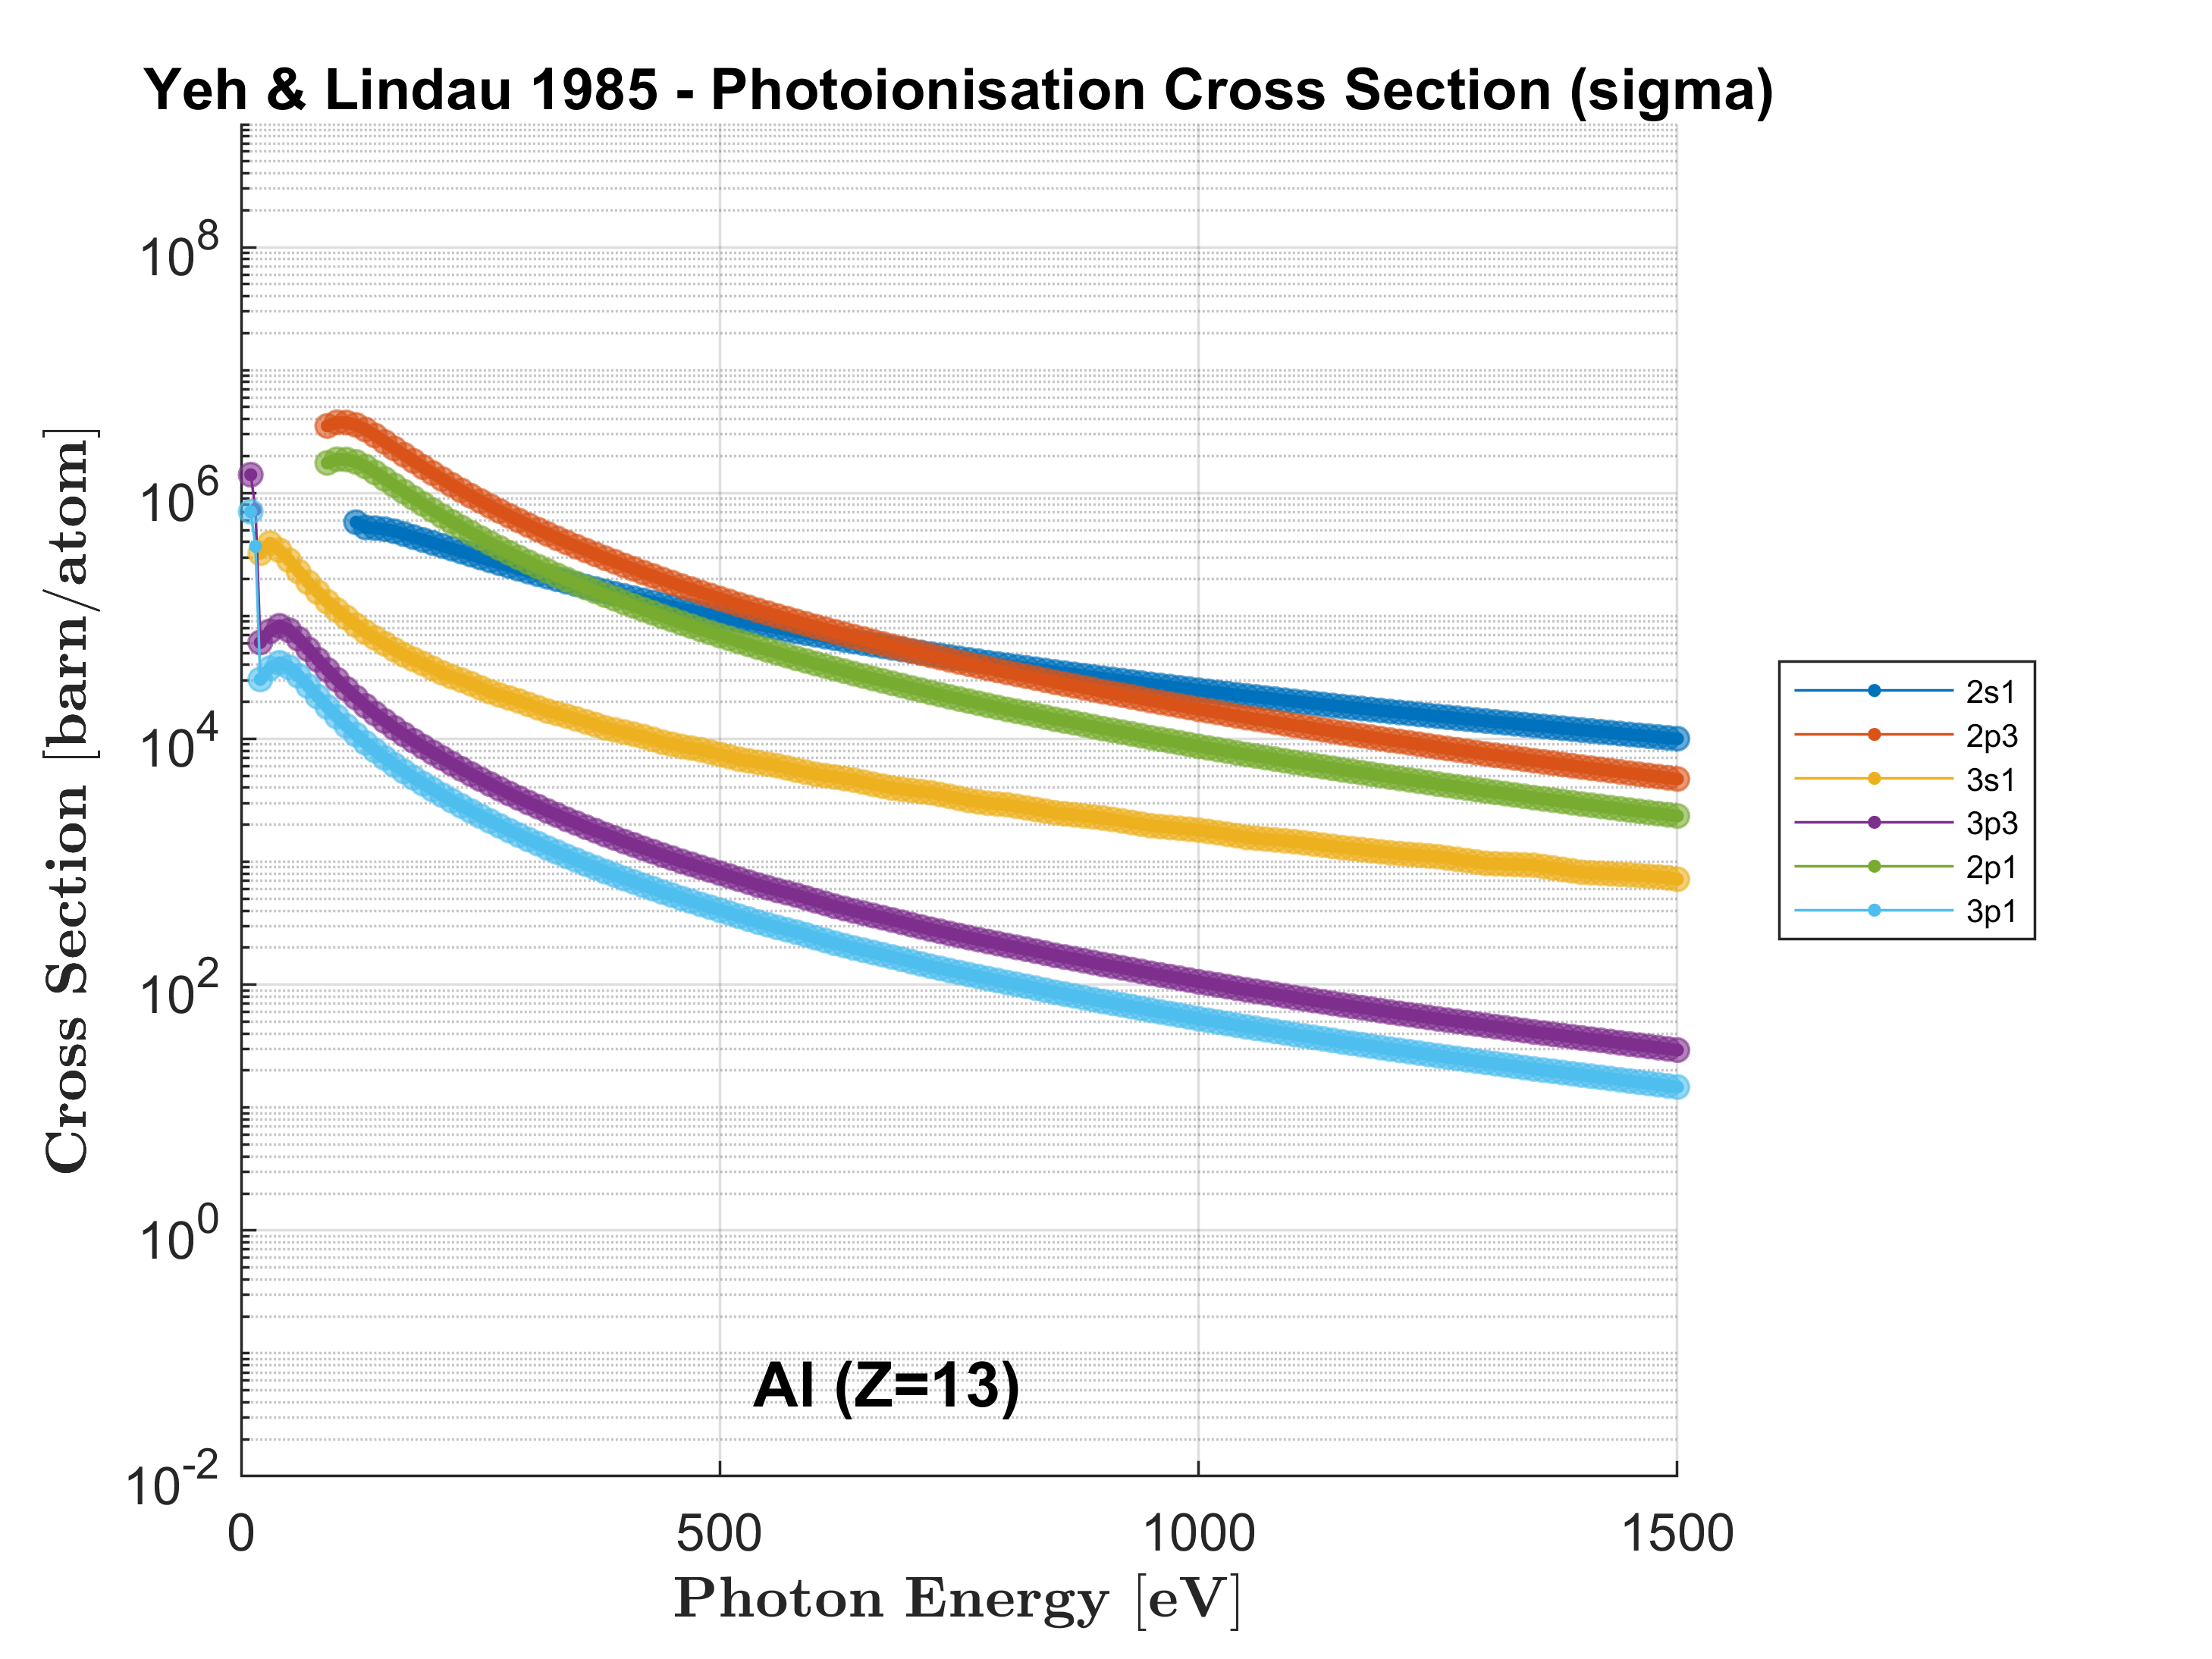 Yeh & Lindau 1985 - Photoionisation Cross Section (sigma)
Cross Section [barn/atom]
10^8
10^6
10^4
10^2
10^0
10^-2
0 500 1000 1500
Photon Energy [eV]
Al (Z=13)
2s1
2p3
3s1
3p3
2p1
3p1